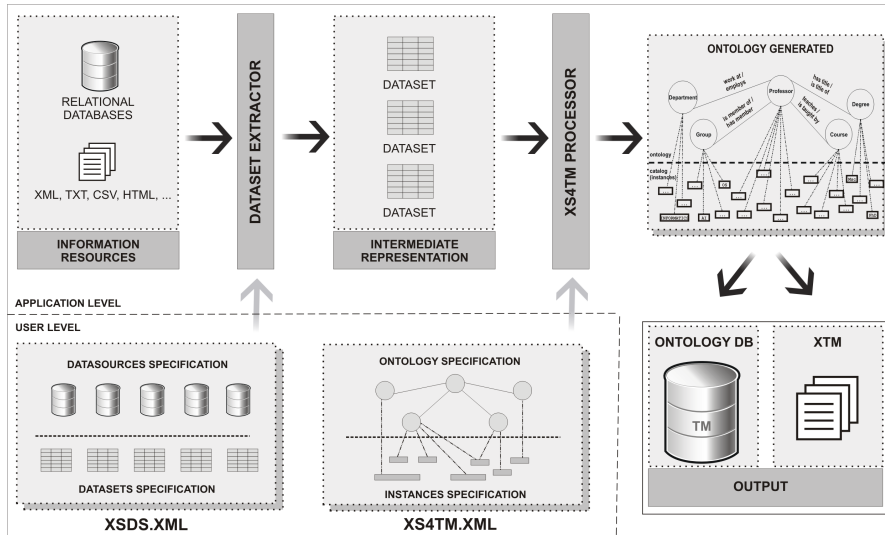 RELATIONAL
DATABASES
XML, TXT, CSV, HTML, ...
INFORMATION
RESOURCES
DATASET EXTRACTOR
DATASET
DATASET
DATASET
INTERMEDIATE
REPRESENTATION
XS4TM PROCESSOR
ONTOLOGY GENERATED
work at /
employs
has title /
is title of
Department
Professor
Degree
is member of /
has member
teaches /
is taught by
Group
Course
ontology
catalog
(instances)
...
...
OS
...
...
...
...
...
...
...
...
...
...
...
...
INFORMATICS
AI
APPLICATION LEVEL
USER LEVEL
DATASOURCES SPECIFICATION
DATASETS SPECIFICATION
XSDS.XML
ONTOLOGY SPECIFICATION
INSTANCES SPECIFICATION
XS4TM.XML
ONTOLOGY DB
TM
XTM
OUTPUT